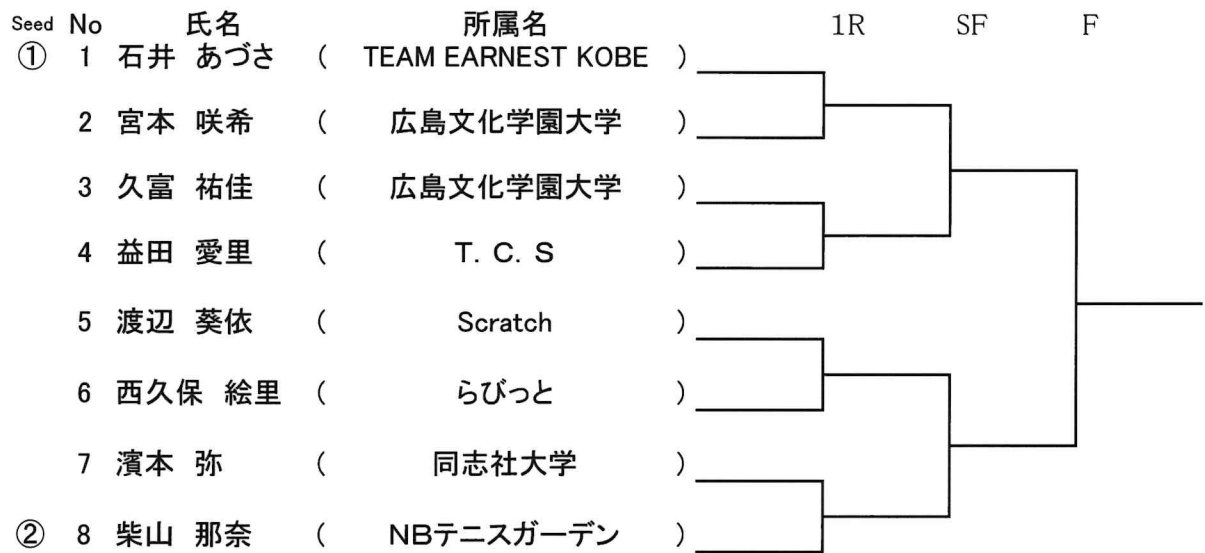 Seed No 氏名 所属名 1R SF F
① 1 石井 あづさ ( TEAM EARNEST KOBE )
2 宮本 咲希 ( 広島文化学園大学 )
3 久富 祐佳 ( 広島文化学園大学 )
4 益田 愛里 ( T. C. S )
5 渡辺 葵依 ( Scratch )
6 西久保 絵里 ( らびっと )
7 濱本 弥 ( 同志社大学 )
② 8 柴山 那奈 ( NBテニスガーデン )